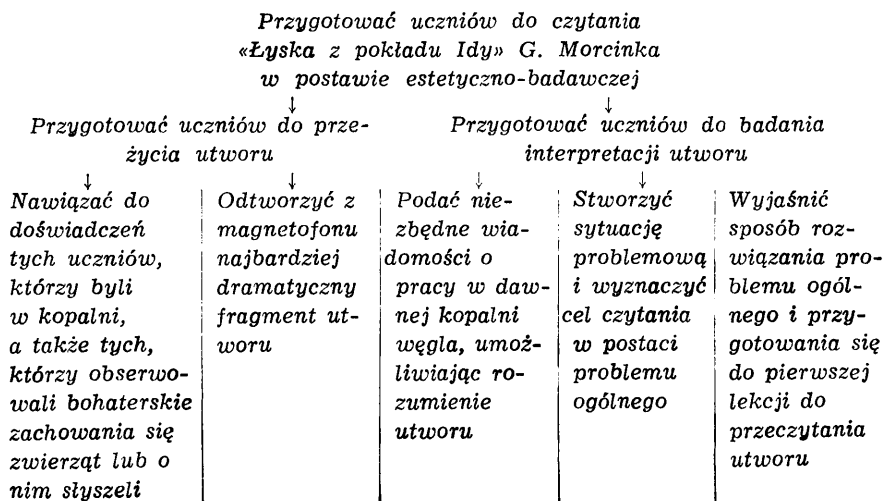 Przygotować uczniów do czytania
«Łyska z pokładu Idy» G. Morcinka
w postawie estetyczno-badawczej
Przygotować uczniów do prze-
życia utworu
Przygotować uczniów do badania
interpretacji utworu
Nawiązać do
doświadczeń
tych uczniów,
którzy byli
w kopalni,
a także tych,
którzy obserwo-
wali bohaterskie
zachowania się
zwierząt lub o
nim słyszeli
Odtworzyć z
magnetofonu
najbardziej
dramatyczny
fragment ut-
woru
Podać nie-
zbędne wia-
domości o
pracy w daw-
nej kopalni
węgla, umoż-
liwiając ro-
zumienie
utworu
Stworzyć
sytuację
problemową
i wyznaczyć
cel czytania
w postaci
problemu
ogólnego
Wyjaśnić
sposób roz-
wiązania pro-
blemu ogól-
nego i przy-
gotowania się
do pierwszej
lekcji do
przeczytania
utworu